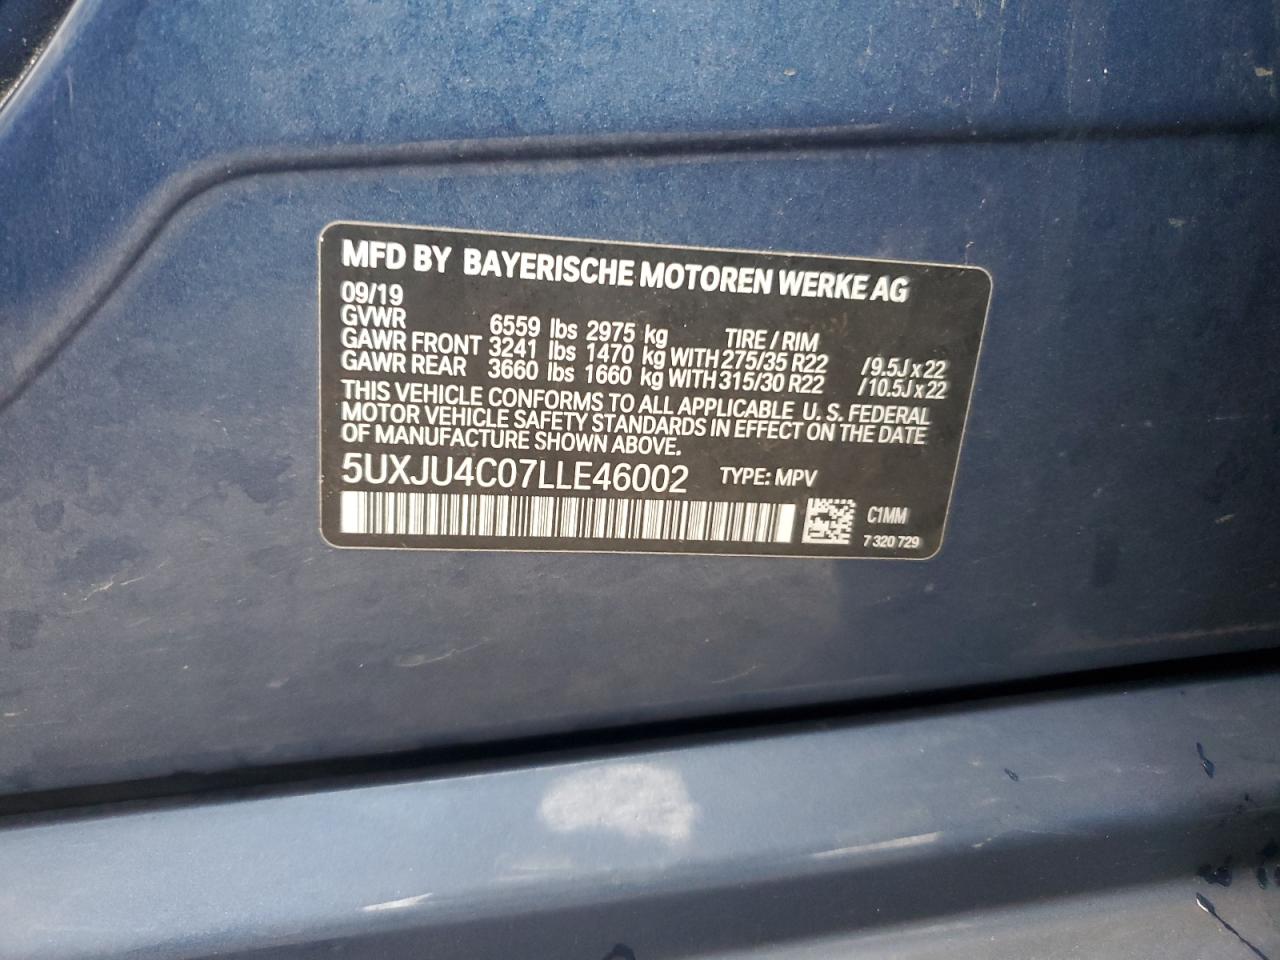 MFD BY BAYERISCHE MOTOREN WERKE AG
09/19
GVWR 6559 lbs 2975 kg TIRE / RIM
GAWR FRONT 3241 lbs 1470 kg WITH 275/35 R22 /9.5J x 22
GAWR REAR 3660 lbs 1660 kg WITH 315/30 R22 /10.5J x 22
THIS VEHICLE CONFORMS TO ALL APPLICABLE U. S. FEDERAL
MOTOR VEHICLE SAFETY STANDARDS IN EFFECT ON THE DATE
OF MANUFACTURE SHOWN ABOVE.
5UXJU4C07LLE46002 TYPE: MPV
C1MM
7 320 729